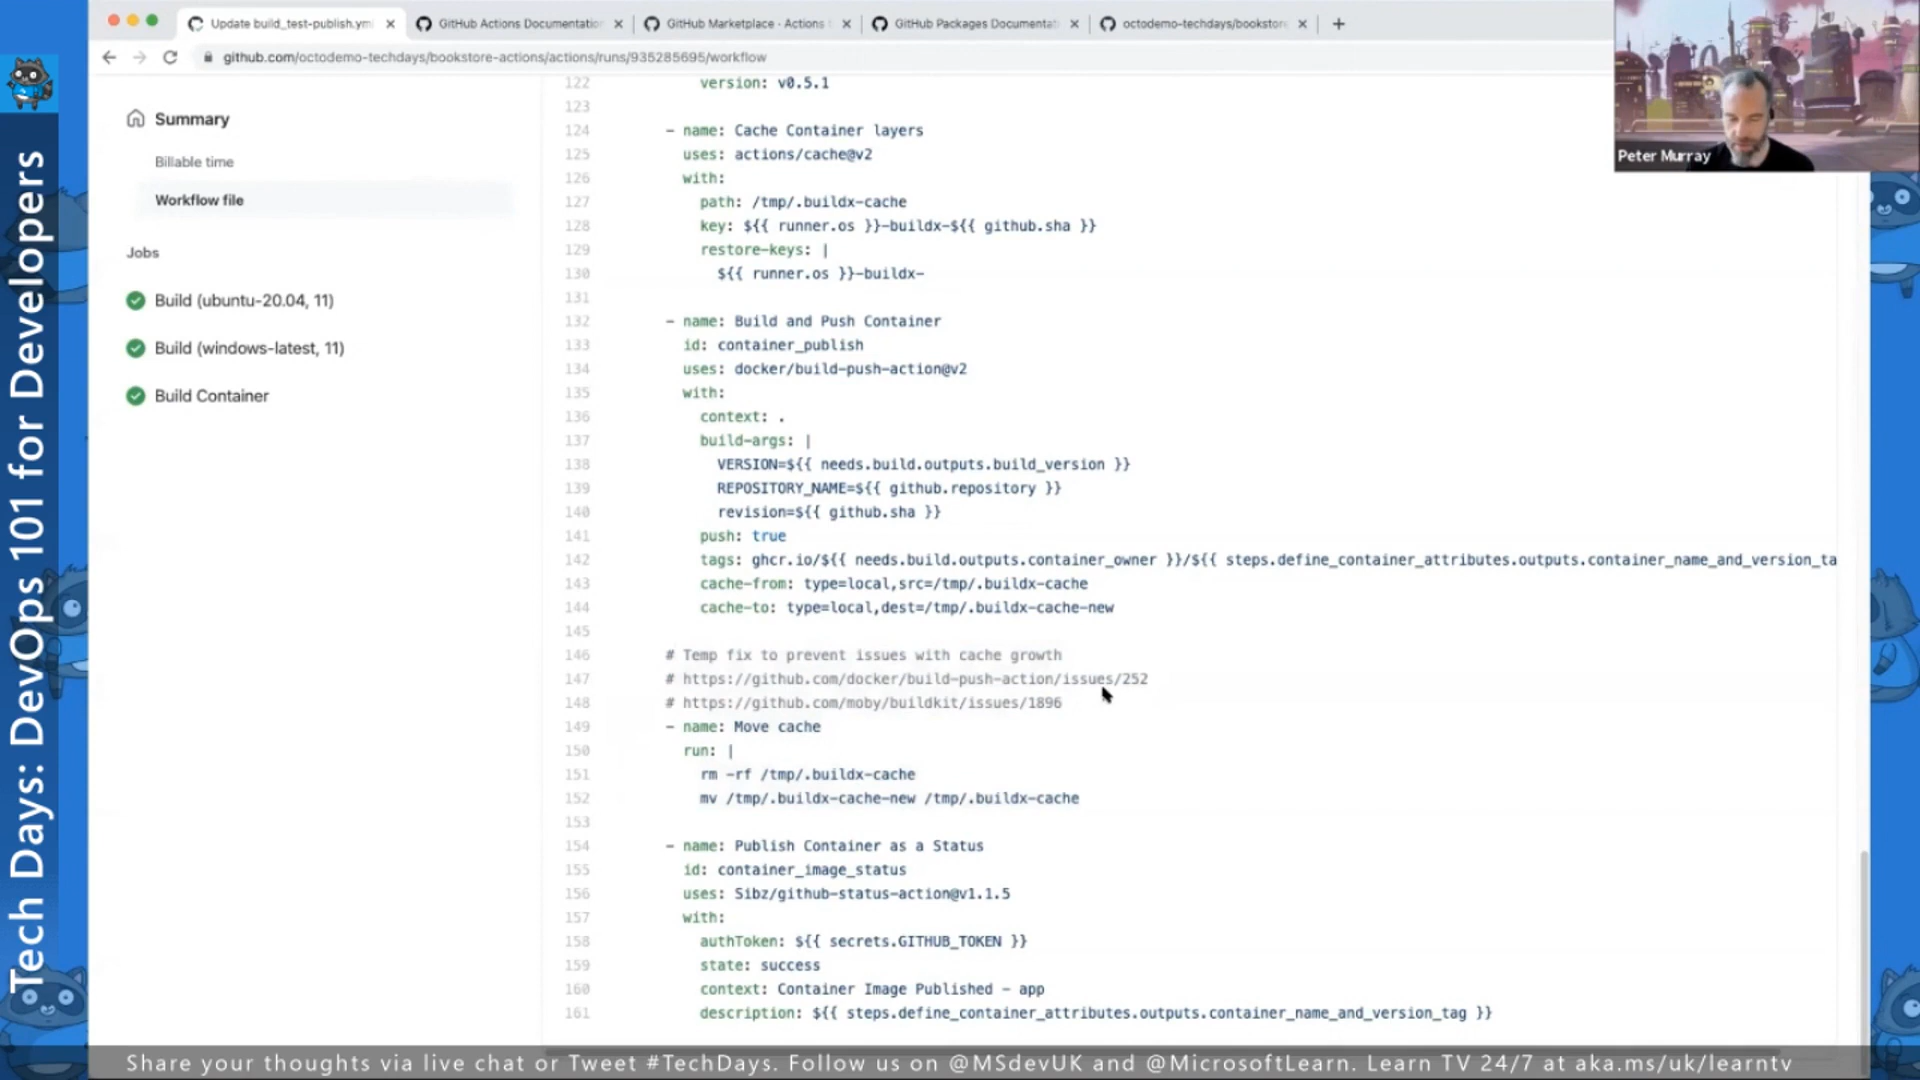 Tech Days: DevOps 101 for Developers
Update build_test-publish.yml
GitHub Actions Documentation
GitHub Marketplace · Actions
GitHub Packages Documentat
octodemo-techdays/bookstore
github.com/octodemo-techdays/bookstore-actions/actions/runs/935285695/workflow
Peter Murray
Summary
Billable time
Workflow file
Jobs
Build (ubuntu-20.04, 11)
Build (windows-latest, 11)
Build Container
122 version: v0.5.1
123
124 - name: Cache Container layers
125 uses: actions/cache@v2
126 with:
127 path: /tmp/.buildx-cache
128 key: ${{ runner.os }}-buildx-${{ github.sha }}
129 restore-keys: |
130 ${{ runner.os }}-buildx-
131
132 - name: Build and Push Container
133 id: container_publish
134 uses: docker/build-push-action@v2
135 with:
136 context: .
137 build-args: |
138 VERSION=${{ needs.build.outputs.build_version }}
139 REPOSITORY_NAME=${{ github.repository }}
140 revision=${{ github.sha }}
141 push: true
142 tags: ghcr.io/${{ needs.build.outputs.container_owner }}/${{ steps.define_container_attributes.outputs.container_name_and_version_ta
143 cache-from: type=local,src=/tmp/.buildx-cache
144 cache-to: type=local,dest=/tmp/.buildx-cache-new
145
146 # Temp fix to prevent issues with cache growth
147 # https://github.com/docker/build-push-action/issues/252
148 # https://github.com/moby/buildkit/issues/1896
149 - name: Move cache
150 run: |
151 rm -rf /tmp/.buildx-cache
152 mv /tmp/.buildx-cache-new /tmp/.buildx-cache
153
154 - name: Publish Container as a Status
155 id: container_image_status
156 uses: Sibz/github-status-action@v1.1.5
157 with:
158 authToken: ${{ secrets.GITHUB_TOKEN }}
159 state: success
160 context: Container Image Published - app
161 description: ${{ steps.define_container_attributes.outputs.container_name_and_version_tag }}
Share your thoughts via live chat or Tweet #TechDays. Follow us on @MSdevUK and @MicrosoftLearn. Learn TV 24/7 at aka.ms/uk/learntv